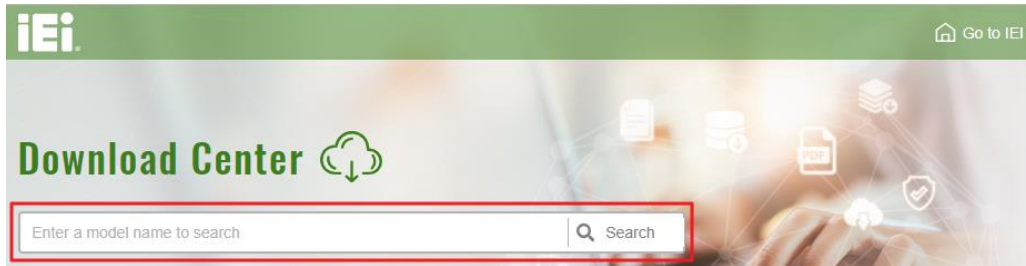 iEi.
Go to IEI
Download Center
PDF
Enter a model name to search
Search